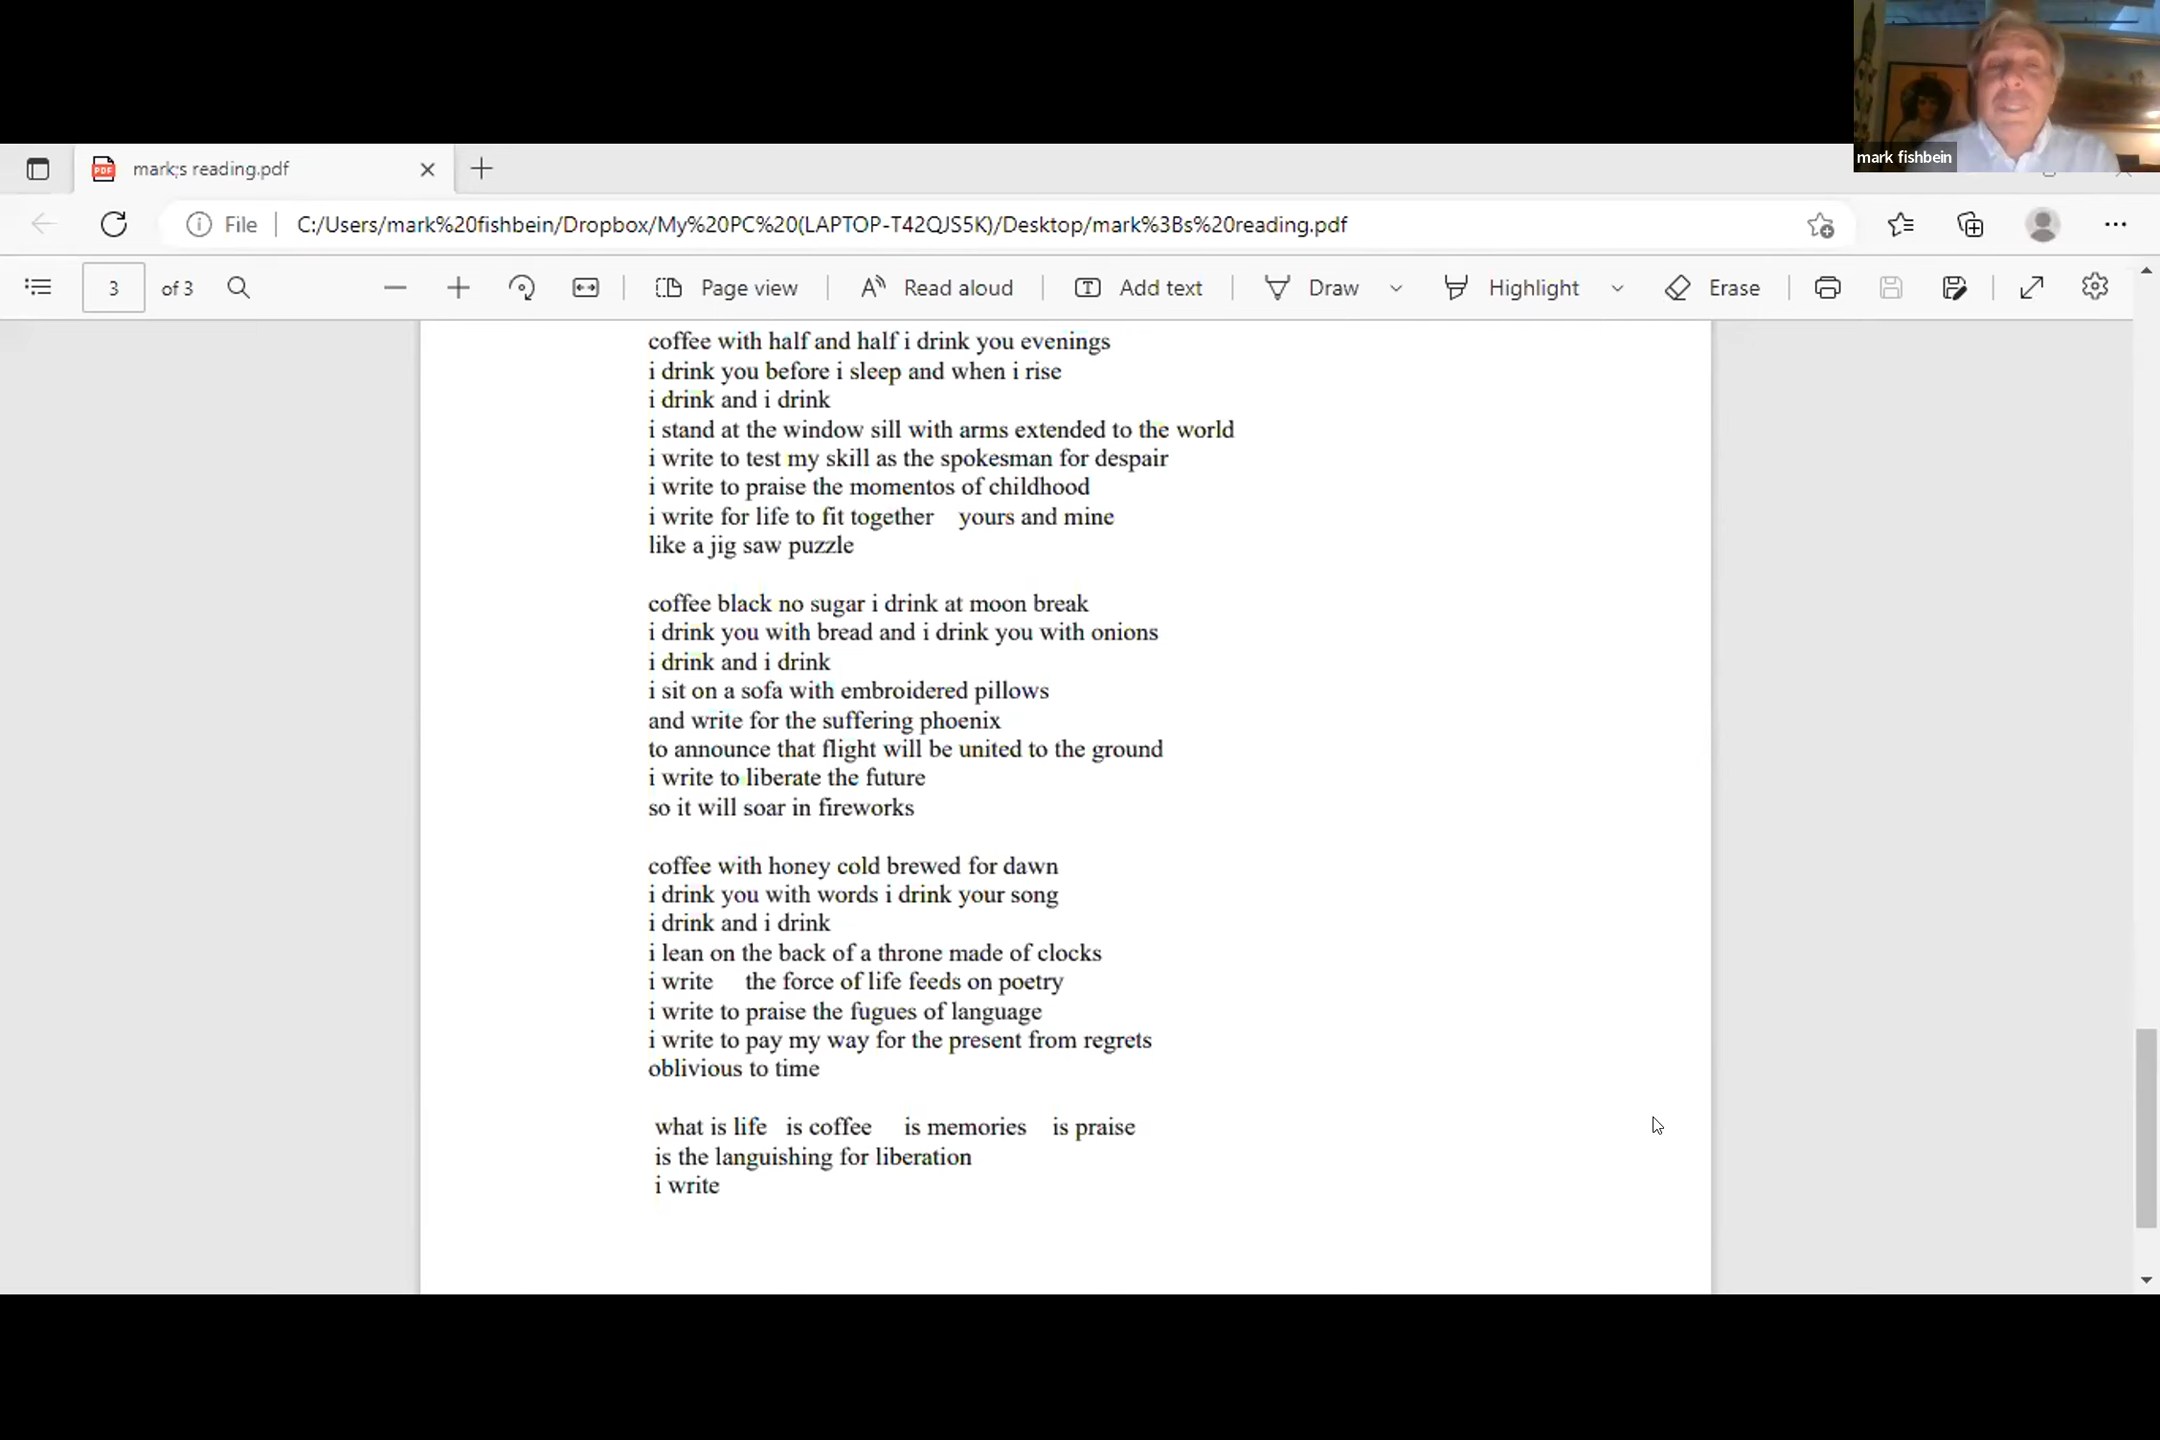 mark fishbein
mark;s reading.pdf
File
C:/Users/mark%20fishbein/Dropbox/My%20PC%20(LAPTOP-T42QJS5K)/Desktop/mark%3Bs%20reading.pdf
3 of 3 Page view Read aloud Add text Draw Highlight Erase
coffee with half and half i drink you evenings
i drink you before i sleep and when i rise
i drink and i drink
i stand at the window sill with arms extended to the world
i write to test my skill as the spokesman for despair
i write to praise the momentos of childhood
i write for life to fit together    yours and mine
like a jig saw puzzle
coffee black no sugar i drink at moon break
i drink you with bread and i drink you with onions
i drink and i drink
i sit on a sofa with embroidered pillows
and write for the suffering phoenix
to announce that flight will be united to the ground
i write to liberate the future
so it will soar in fireworks
coffee with honey cold brewed for dawn
i drink you with words i drink your song
i drink and i drink
i lean on the back of a throne made of clocks
i write    the force of life feeds on poetry
i write to praise the fugues of language
i write to pay my way for the present from regrets
oblivious to time
what is life   is coffee    is memories   is praise
is the languishing for liberation
i write